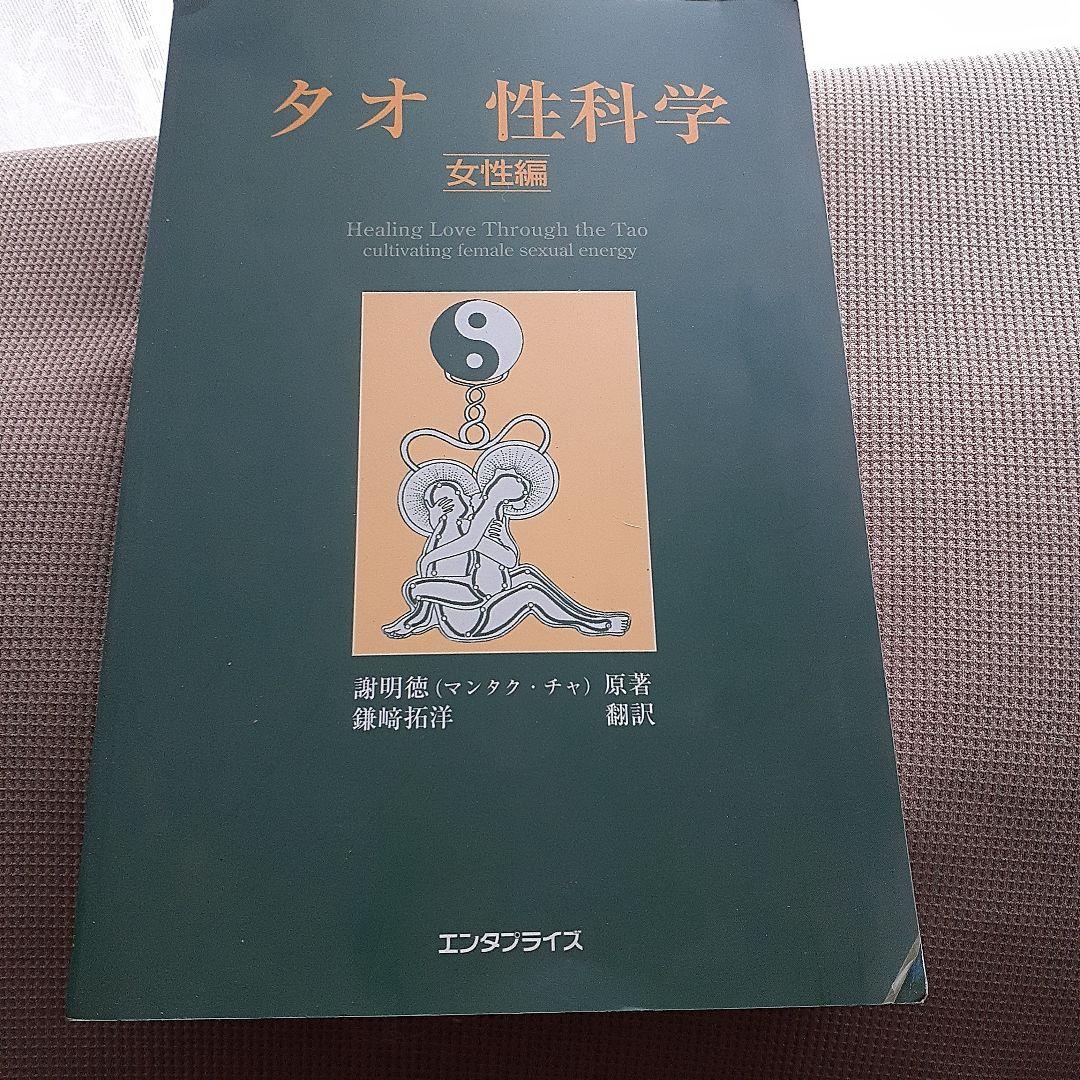 タオ 性科学
女性編
Healing Love Through the Tao
cultivating female sexual energy
謝明徳(マンタク・チャ) 原著
鎌﨑拓洋 翻訳
エンタプライズ